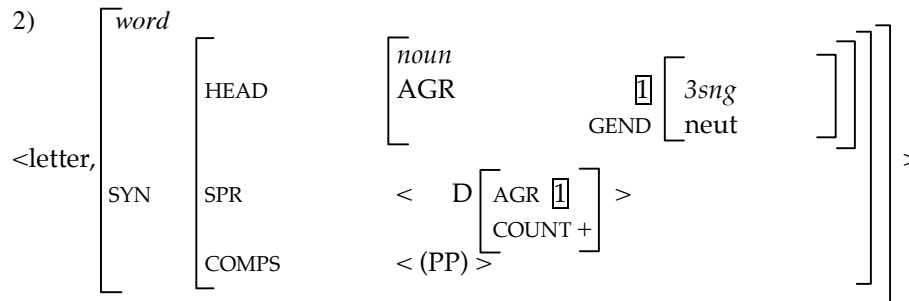 2)
word
noun
HEAD AGR 1 3sng
GEND neut
<letter, >
SYN SPR < D AGR 1 >
COUNT +
COMPS < (PP) >